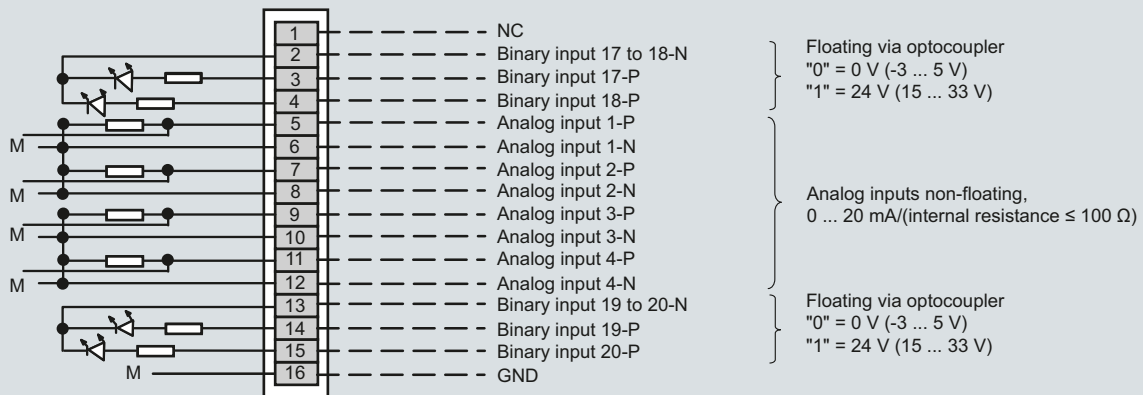 1 NC
2 Binary input 17 to 18-N
3 Binary input 17-P
4 Binary input 18-P
Floating via optocoupler
"0" = 0 V (-3 ... 5 V)
"1" = 24 V (15 ... 33 V)
5 Analog input 1-P
M 6 Analog input 1-N
7 Analog input 2-P
M 8 Analog input 2-N
9 Analog input 3-P
M 10 Analog input 3-N
11 Analog input 4-P
M 12 Analog input 4-N
Analog inputs non-floating,
0 ... 20 mA/(internal resistance ≤ 100 Ω)
13 Binary input 19 to 20-N
14 Binary input 19-P
15 Binary input 20-P
Floating via optocoupler
"0" = 0 V (-3 ... 5 V)
"1" = 24 V (15 ... 33 V)
M 16 GND